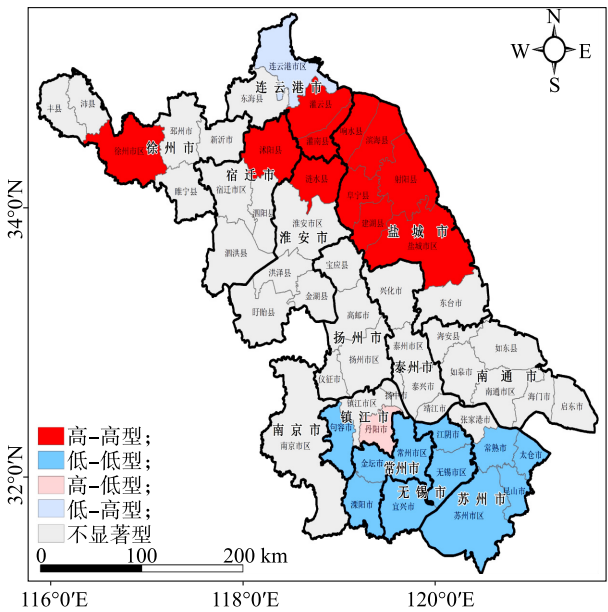 N
W E
S
连云港市区
连云港市
东海县
灌云县
丰县
沛县
徐州市县
徐州市
邳州市
新沂市
沭阳县
灌南县
响水县
滨海县
睢宁县
宿迁市
宿迁市区
泗阳县
涟水县
阜宁县
射阳县
建湖县
盐城市
盐城市区
淮安市区
淮安市
泗洪县
洪泽县
盱眙县
金湖县
宝应县
兴化市
东台市
高邮市
扬州市
扬州市区
仪征市
泰州市区
泰州市
泰兴市
海安县
如东县
如皋市
南通市
南通市区
海门市
启东市
扬中市
靖江市
镇江市区
镇江市
丹阳市
句容市
张家港市
南京市
南京市区
常州市区
江阴市
常熟市
太仓市
金坛市
常州市
无锡市区
无锡市
昆山市
溧阳市
宜兴市
苏州市
苏州市区
高-高型;
低-低型;
高-低型;
低-高型;
不显著型
0 100 200 km
34°0′N
32°0′N
116°0′E 118°0′E 120°0′E